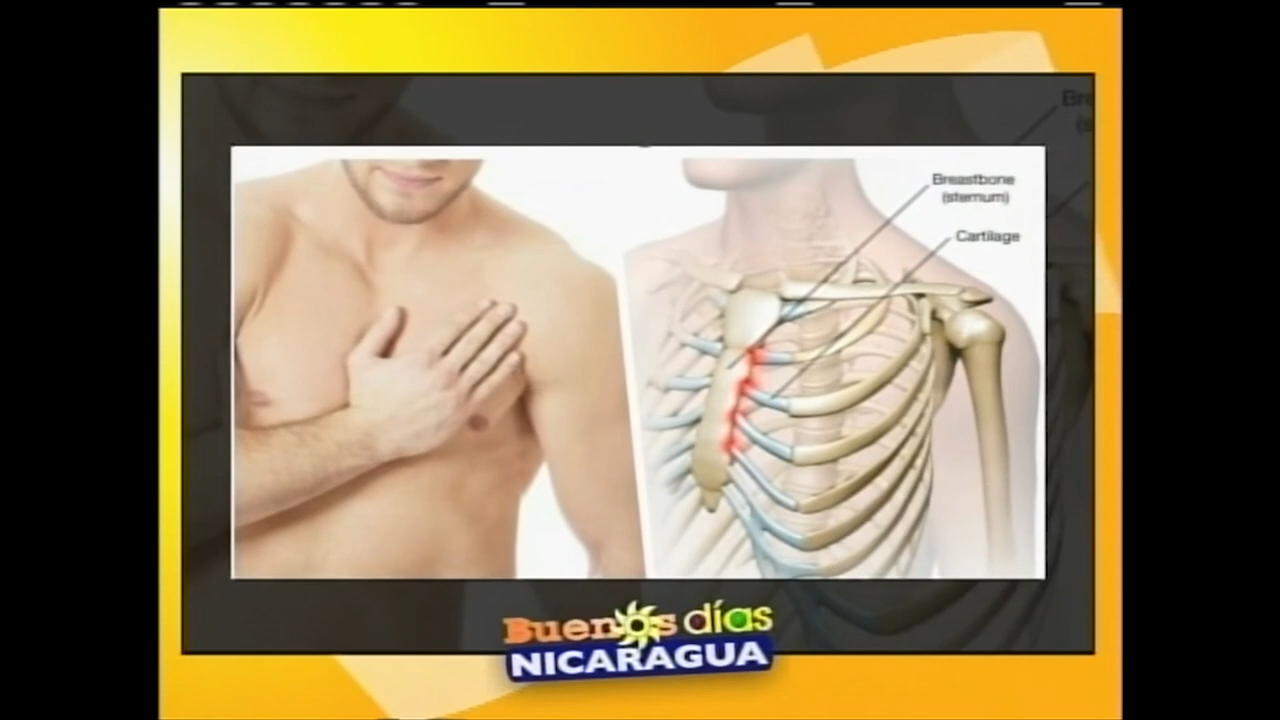 Breastbone
(sternum)
Cartilage
Buenos días
NICARAGUA